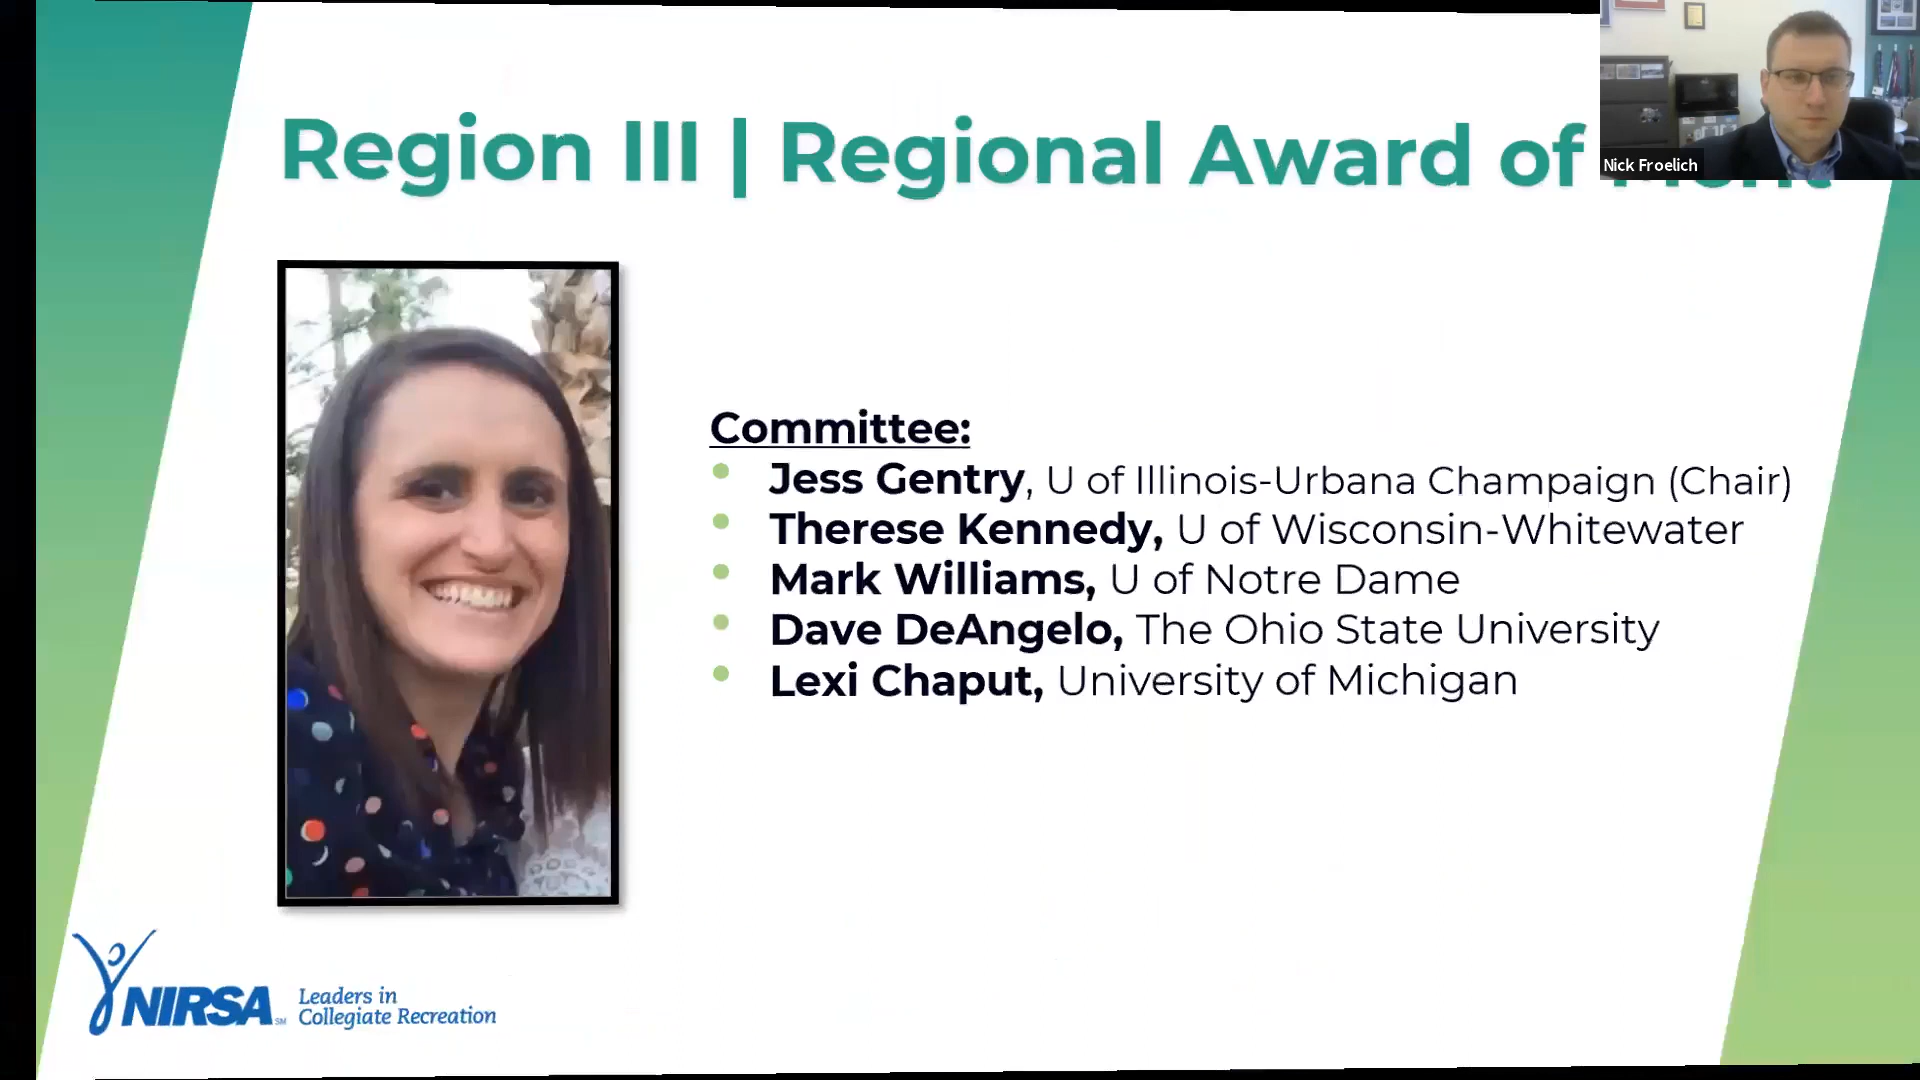 Region III | Regional Award of
Nick Froelich
Committee:
• Jess Gentry, U of Illinois-Urbana Champaign (Chair)
• Therese Kennedy, U of Wisconsin-Whitewater
• Mark Williams, U of Notre Dame
• Dave DeAngelo, The Ohio State University
• Lexi Chaput, University of Michigan
NIRSA SM
Leaders in
Collegiate Recreation